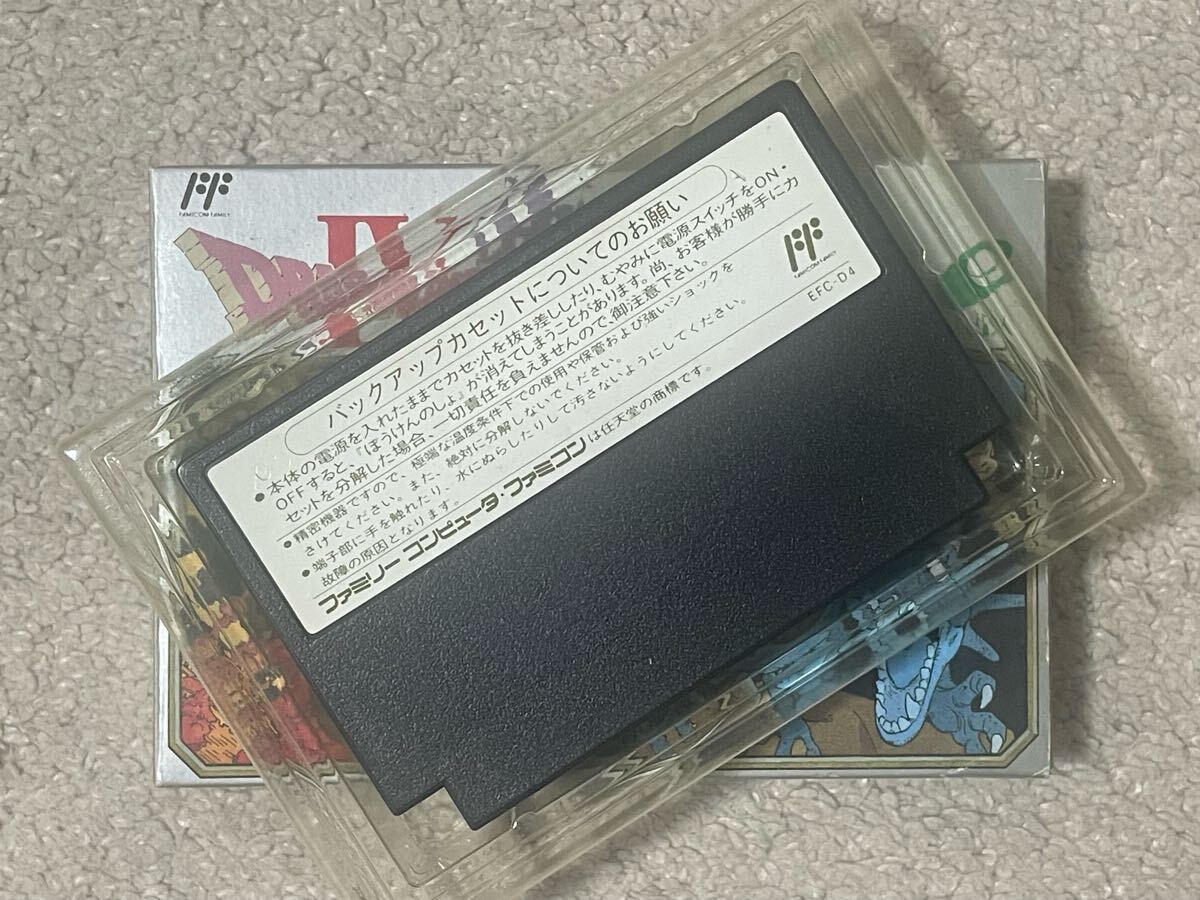 FAMICOM FAMILY
IV
バックアップカセットについてのお願い
●本体の電源を入れたままでカセットを抜き差ししたり、むやみに電源スイッチをON・
OFFすると、『ぼうけんのしょ』が消えてしまうことがあります。尚、お客様が勝手にカ
セットを分解した場合、一切責任を負えませんので、御注意下さい。
●精密機器ですので、極端な温度条件下での使用や保管および強いショックを
さけてください。また、絶対に分解しないでください。
●端子部に手を触れたり、水にぬらしたりして汚さないようにしてください。
故障の原因となります。
ファミリーコンピュータ・ファミコンは任天堂の商標です。
FAMICOM FAMILY
EFC-D4